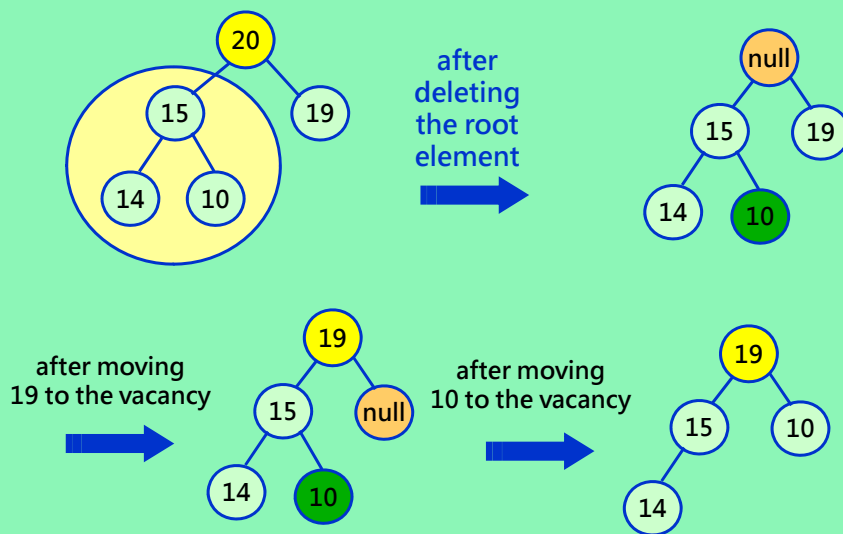 20
15
19
14
10
after
deleting
the root
element
null
15
19
14
10
after moving
19 to the vacancy
19
15
null
14
10
after moving
10 to the vacancy
19
15
10
14